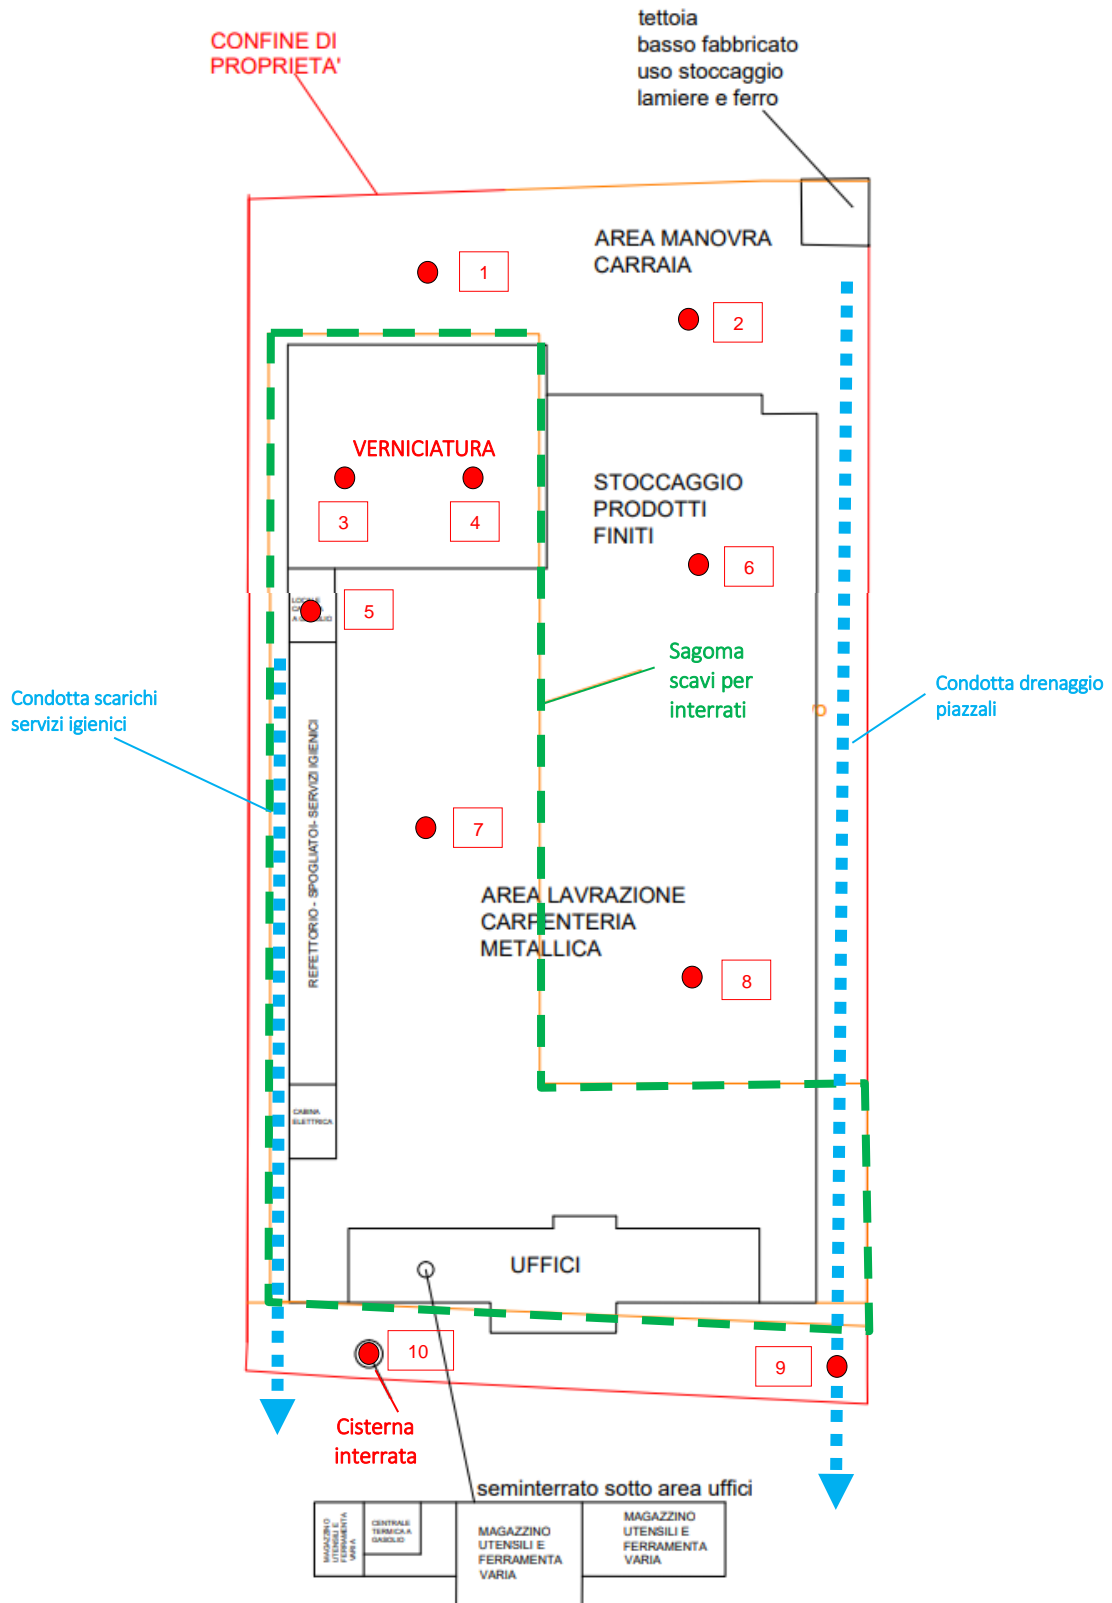 tettoia
basso fabbricato
uso stoccaggio
lamiere e ferro
CONFINE DI
PROPRIETA'
AREA MANOVRA
CARRAIA
1
2
VERNICIATURA
3
4
STOCCAGGIO
PRODOTTI
FINITI
6
5
Sagoma
scavi per
interrati
Condotta scarichi
servizi igienici
Condotta drenaggio
piazzali
REFETTORIO - SPOGLIATOI- SERVIZI IGIENICI
7
AREA LAVRAZIONE
CARPENTERIA
METALLICA
8
CABINA
ELETTRICA
UFFICI
10
9
Cisterna
interrata
seminterrato sotto area uffici
MAGAZZINO
UTENSILI E
FERRAMENTA
VARIA
CENTRALE
TERMICA A
GASOLIO
MAGAZZINO
UTENSILI E
FERRAMENTA
VARIA
MAGAZZINO
UTENSILI E
FERRAMENTA
VARIA